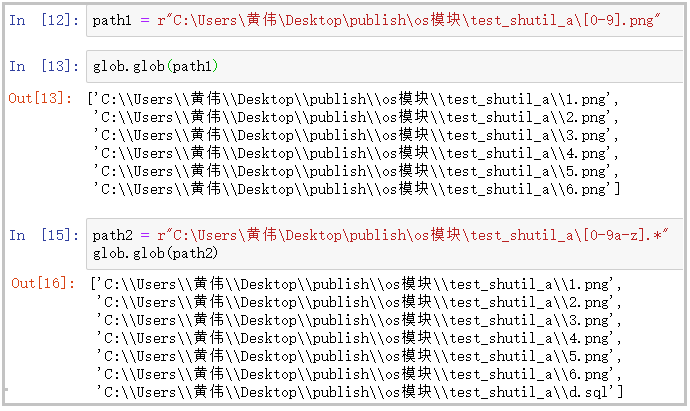 In [12]: path1 = r"C:\Users\黄伟\Desktop\publish\os模块\test_shutil_a\[0-9].png"
In [13]: glob.glob(path1)
Out[13]: ['C:\\Users\\黄伟\\Desktop\\publish\\os模块\\test_shutil_a\\1.png',
'C:\\Users\\黄伟\\Desktop\\publish\\os模块\\test_shutil_a\\2.png',
'C:\\Users\\黄伟\\Desktop\\publish\\os模块\\test_shutil_a\\3.png',
'C:\\Users\\黄伟\\Desktop\\publish\\os模块\\test_shutil_a\\4.png',
'C:\\Users\\黄伟\\Desktop\\publish\\os模块\\test_shutil_a\\5.png',
'C:\\Users\\黄伟\\Desktop\\publish\\os模块\\test_shutil_a\\6.png']
In [15]: path2 = r"C:\Users\黄伟\Desktop\publish\os模块\test_shutil_a\[0-9a-z].*"
glob.glob(path2)
Out[16]: ['C:\\Users\\黄伟\\Desktop\\publish\\os模块\\test_shutil_a\\1.png',
'C:\\Users\\黄伟\\Desktop\\publish\\os模块\\test_shutil_a\\2.png',
'C:\\Users\\黄伟\\Desktop\\publish\\os模块\\test_shutil_a\\3.png',
'C:\\Users\\黄伟\\Desktop\\publish\\os模块\\test_shutil_a\\4.png',
'C:\\Users\\黄伟\\Desktop\\publish\\os模块\\test_shutil_a\\5.png',
'C:\\Users\\黄伟\\Desktop\\publish\\os模块\\test_shutil_a\\6.png',
'C:\\Users\\黄伟\\Desktop\\publish\\os模块\\test_shutil_a\\d.sql']